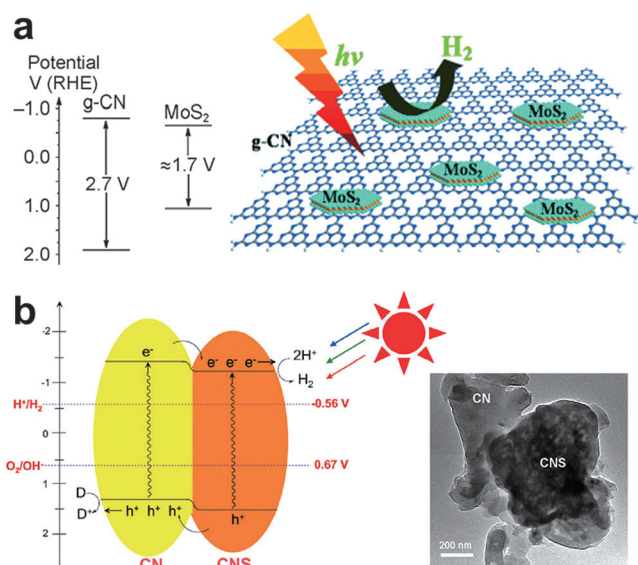 a
Potential
V (RHE)
g-CN
MoS2
–1.0
0.0
1.0
2.0
2.7 V
≈1.7 V
hν
H2
g-CN
MoS2
MoS2
MoS2
MoS2
b
-2
-1
0
1
2
H+/H2
-0.56 V
O2/OH-
0.67 V
e-
e- e- e-
2H+
H2
D
D+
h+ h+ h+
h+
CN
CNS
CN
CNS
200 nm